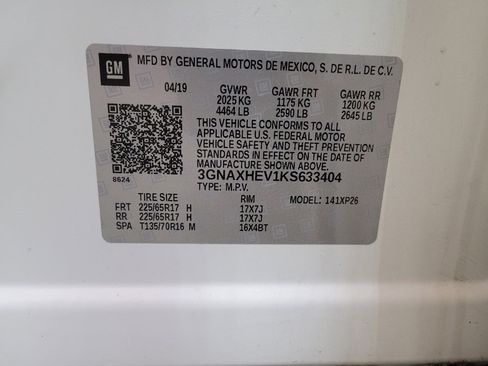 GM
MFD BY GENERAL MOTORS DE MEXICO, S. DE R.L. DE C.V.
04/19 GVWR GAWR FRT GAWR RR
2025 KG 1175 KG 1200 KG
4464 LB 2590 LB 2645 LB
THIS VEHICLE CONFORMS TO ALL
APPLICABLE U.S. FEDERAL MOTOR
VEHICLE SAFETY AND THEFT PREVENTION
STANDARDS IN EFFECT ON THE DATE OF
MANUFACTURE SHOWN ABOVE.
8624 3GNAXHEV1KS633404
TYPE: M.P.V.
TIRE SIZE RIM MODEL: 141XP26
FRT 225/65R17 H 17X7J
RR 225/65R17 H 17X7J
SPA T135/70R16 M 16X4BT